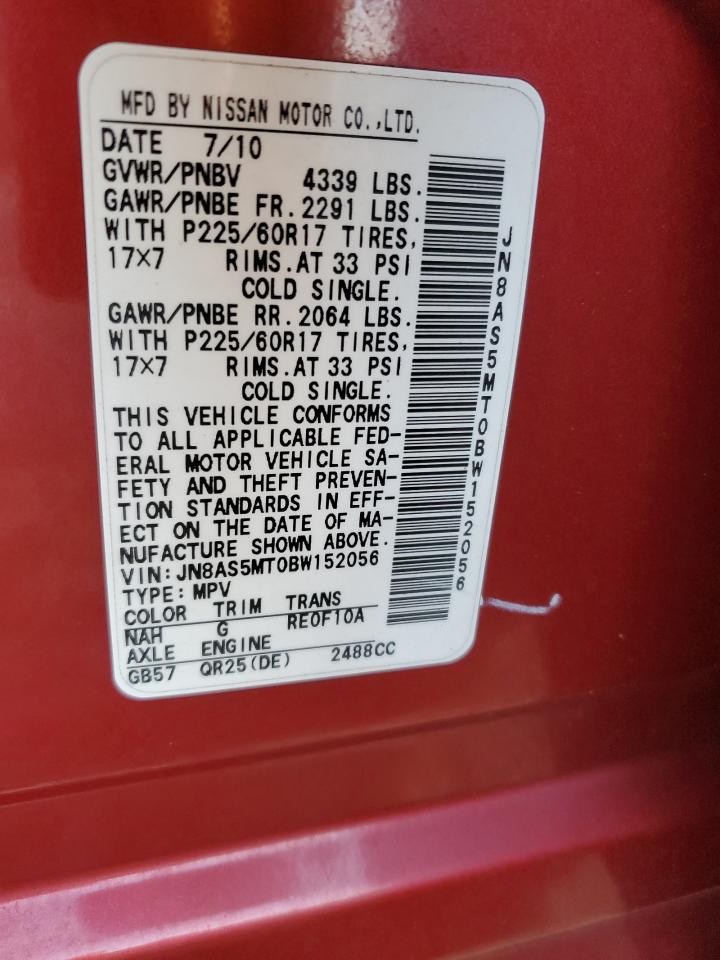 MFD BY NISSAN MOTOR CO.,LTD.
DATE 7/10
GVWR/PNBV 4339 LBS.
GAWR/PNBE FR.2291 LBS.
WITH P225/60R17 TIRES,
17×7 RIMS.AT 33 PSI
COLD SINGLE.
GAWR/PNBE RR.2064 LBS.
WITH P225/60R17 TIRES,
17×7 RIMS.AT 33 PSI
COLD SINGLE.
THIS VEHICLE CONFORMS
TO ALL APPLICABLE FED-
ERAL MOTOR VEHICLE SA-
FETY AND THEFT PREVEN-
TION STANDARDS IN EFF-
ECT ON THE DATE OF MA-
NUFACTURE SHOWN ABOVE.
VIN:JN8AS5MT0BW152056
TYPE:MPV
COLOR TRIM TRANS
NAH G RE0F10A
AXLE ENGINE
GB57 QR25(DE) 2488CC
JN8AS5MT0BW152056